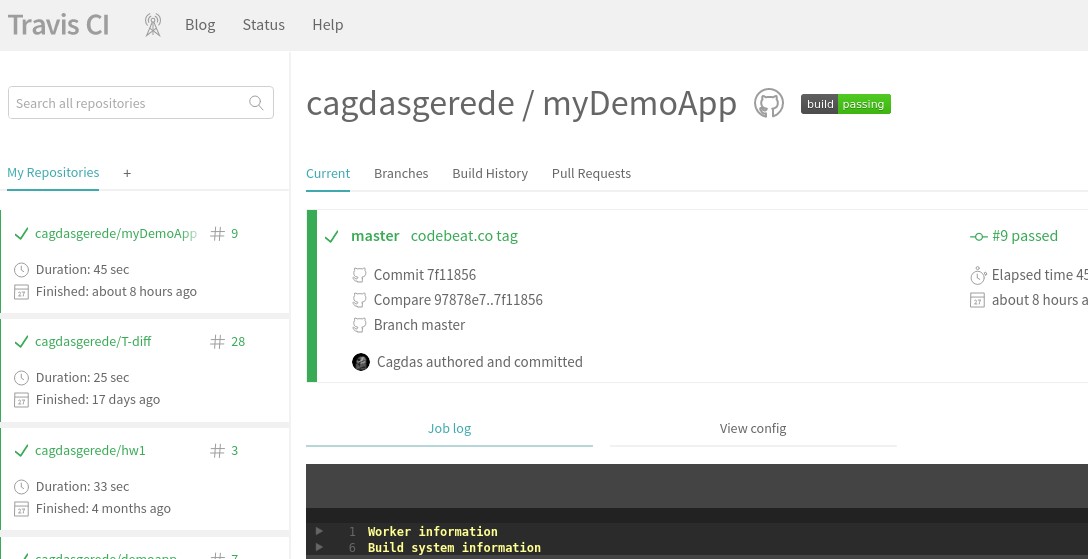 Travis CI
Blog Status Help
Search all repositories
cagdasgerede / myDemoApp
build passing
My Repositories +
Current Branches Build History Pull Requests
cagdasgerede/myDemoApp # 9
Duration: 45 sec
Finished: about 8 hours ago
cagdasgerede/T-diff # 28
Duration: 25 sec
Finished: 17 days ago
cagdasgerede/hw1 # 3
Duration: 33 sec
Finished: 4 months ago
cagdasgerede/demoapp 7
master codebeat.co tag
#9 passed
Commit 7f11856
Compare 97878e7..7f11856
Branch master
Elapsed time 45
about 8 hours a
Cagdas authored and committed
Job log View config
1 Worker information
6 Build system information